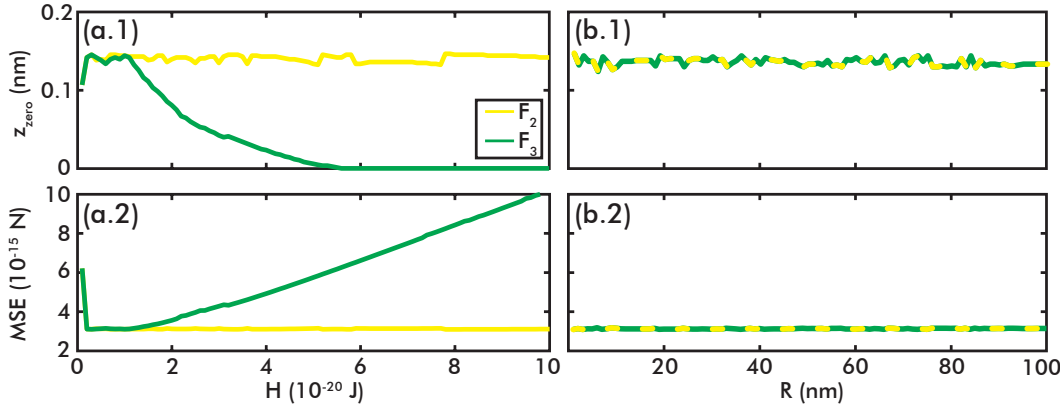 0.2
(a.1)
(b.1)
z_zero (nm)
0.1
F_2
F_3
0
10
(a.2)
(b.2)
MSE (10^-15 N)
8
6
4
2
0 2 4 6 8 10
0 20 40 60 80 100
H (10^-20 J)
R (nm)